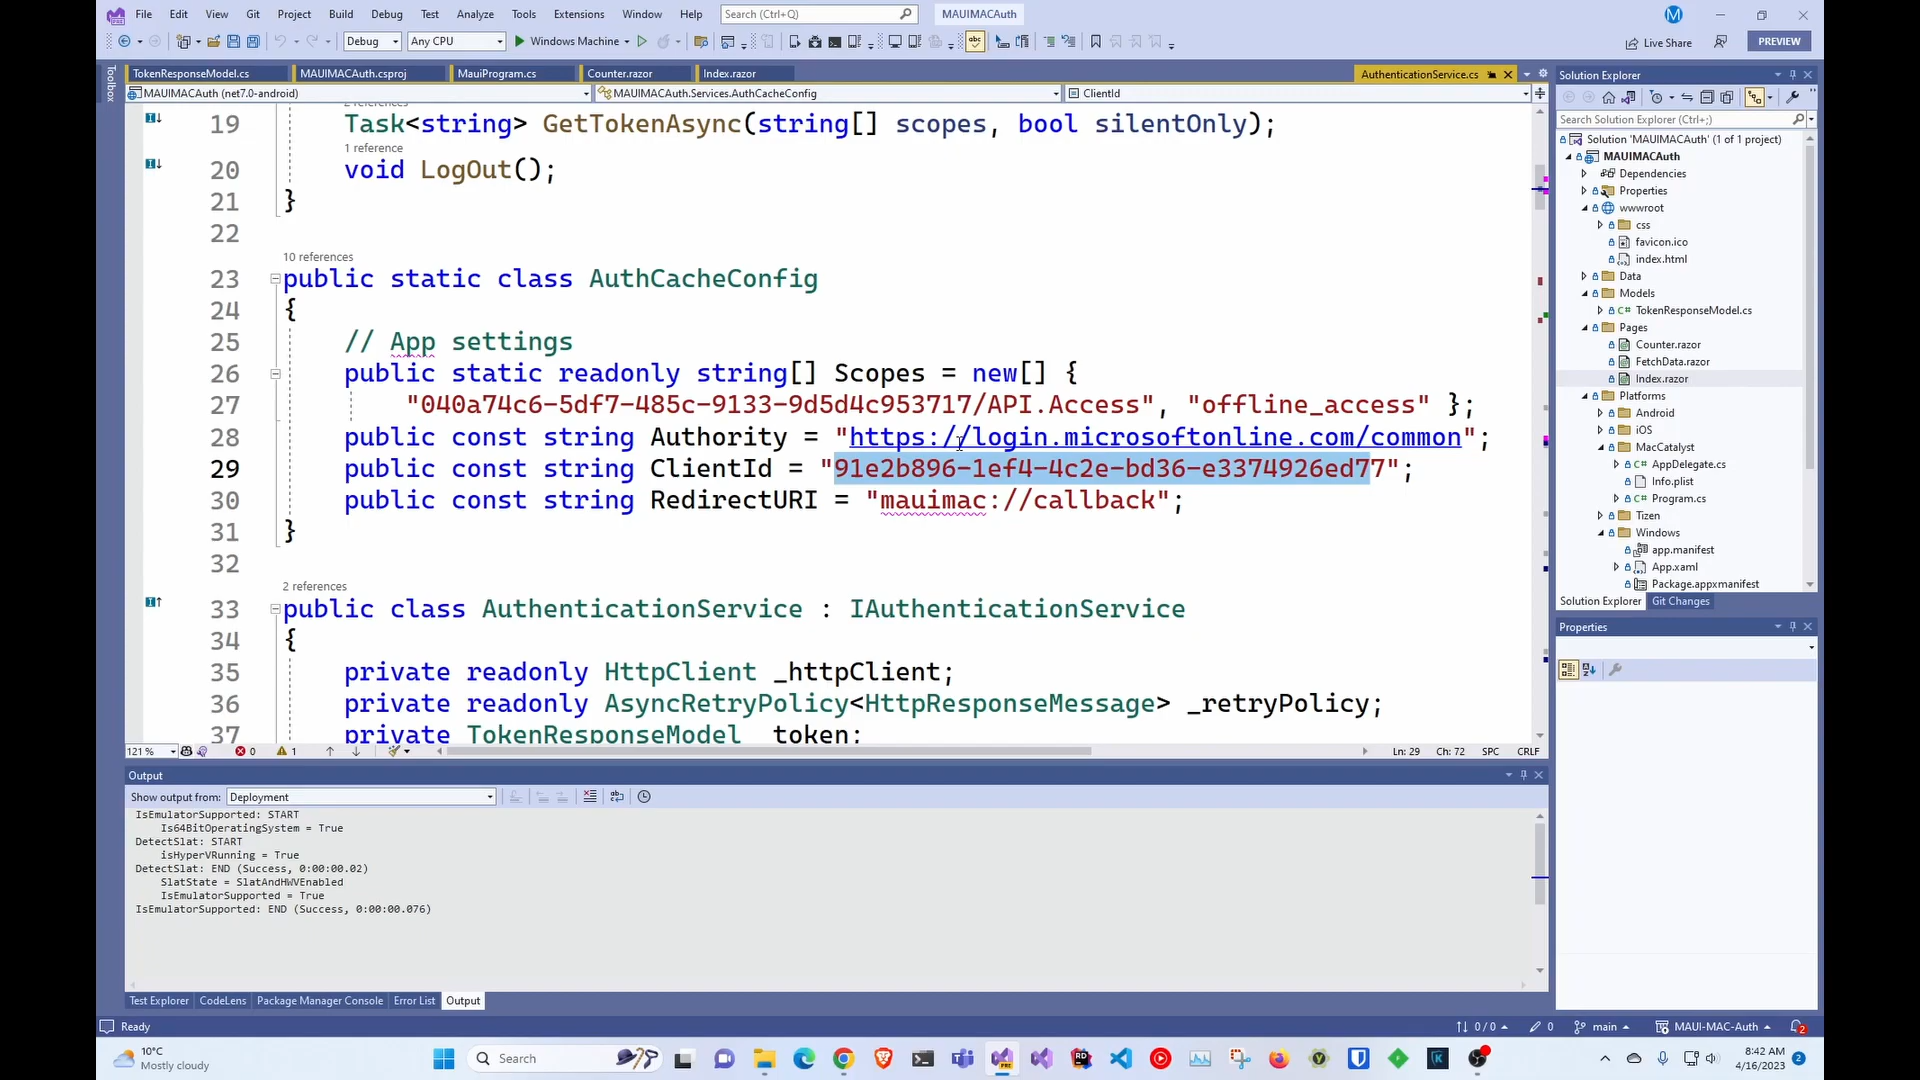 File Edit View Git Project Build Debug Test Analyze Tools Extensions Window Help Search (Ctrl+Q) MAUIMACAuth M
Debug Any CPU Windows Machine Live Share PREVIEW
Toolbox
TokenResponseModel.cs MAUIMACAuth.csproj MauiProgram.cs Counter.razor Index.razor AuthenticationService.cs
MAUIMACAuth (net7.0-android) MAUIMACAuth.Services.AuthCacheConfig ClientId
2 references
19 Task<string> GetTokenAsync(string[] scopes, bool silentOnly);
1 reference
20 void LogOut();
21 }
22
10 references
23 public static class AuthCacheConfig
24 {
25 // App settings
26 public static readonly string[] Scopes = new[] {
27 "040a74c6-5df7-485c-9133-9d5d4c953717/API.Access", "offline_access" };
28 public const string Authority = "https://login.microsoftonline.com/common";
29 public const string ClientId = "91e2b896-1ef4-4c2e-bd36-e3374926ed77";
30 public const string RedirectURI = "mauimac://callback";
31 }
32
2 references
33 public class AuthenticationService : IAuthenticationService
34 {
35 private readonly HttpClient _httpClient;
36 private readonly AsyncRetryPolicy<HttpResponseMessage> _retryPolicy;
37 private TokenResponseModel token;
121 % 0 1 Ln: 29 Ch: 72 SPC CRLF
Output
Show output from: Deployment
IsEmulatorSupported: START
Is64BitOperatingSystem = True
DetectSlat: START
isHyperVRunning = True
DetectSlat: END (Success, 0:00:00.02)
SlatState = SlatAndHWVEnabled
IsEmulatorSupported = True
IsEmulatorSupported: END (Success, 0:00:00.076)
Test Explorer CodeLens Package Manager Console Error List Output
Solution Explorer
Search Solution Explorer (Ctrl+;)
Solution 'MAUIMACAuth' (1 of 1 project)
MAUIMACAuth
Dependencies
Properties
wwwroot
css
favicon.ico
index.html
Data
Models
C# TokenResponseModel.cs
Pages
Counter.razor
FetchData.razor
Index.razor
Platforms
Android
iOS
MacCatalyst
C# AppDelegate.cs
Info.plist
C# Program.cs
Tizen
Windows
app.manifest
App.xaml
Package.appxmanifest
Solution Explorer Git Changes
Properties
Ready 0 / 0 0 main MAUI-MAC-Auth 2
10°C
Mostly cloudy
Search
8:42 AM
4/16/2023 2